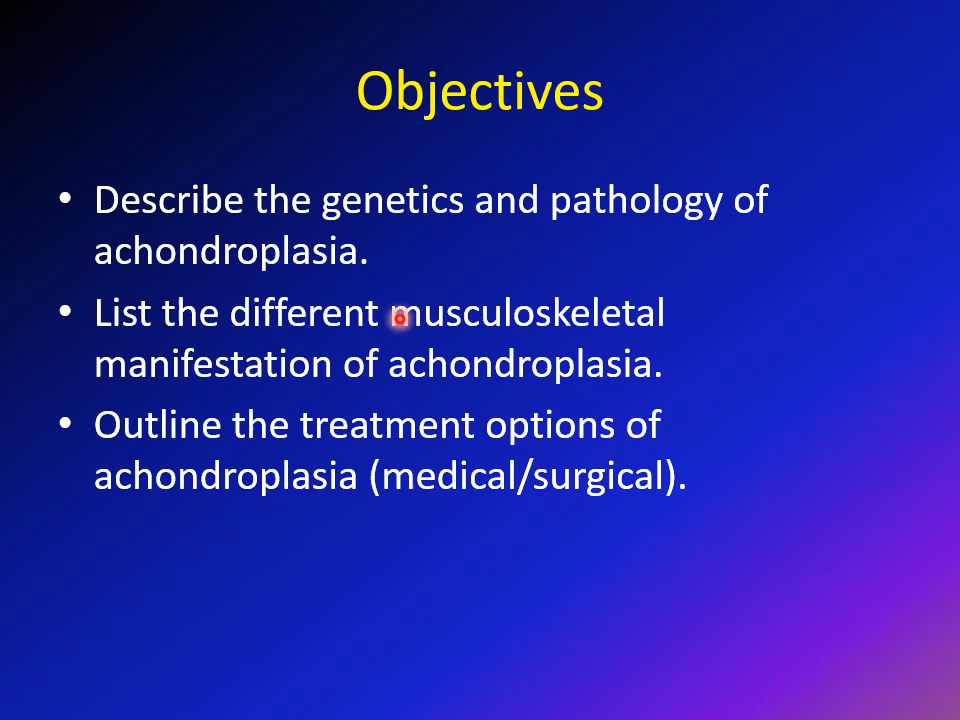 Objectives
• Describe the genetics and pathology of
achondroplasia.
• List the different musculoskeletal
manifestation of achondroplasia.
• Outline the treatment options of
achondroplasia (medical/surgical).